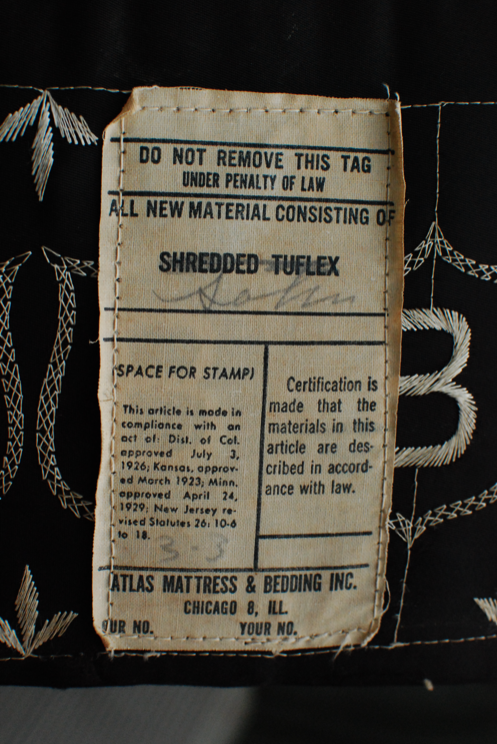 DO NOT REMOVE THIS TAG
UNDER PENALTY OF LAW
ALL NEW MATERIAL CONSISTING OF
SHREDDED TUFLEX
(SPACE FOR STAMP)
This article is made in
compliance with an
act of: Dist. of Col.
approved July 3,
1926; Kansas, approv-
ed March 1923; Minn.
approved April 24,
1929; New Jersey re-
vised Statutes 26: 10-6
to 18.
3-3
Certification is
made that the
materials in this
article are des-
cribed in accord-
ance with law.
B
ATLAS MATTRESS & BEDDING INC.
CHICAGO 8, ILL.
OUR NO. YOUR NO.